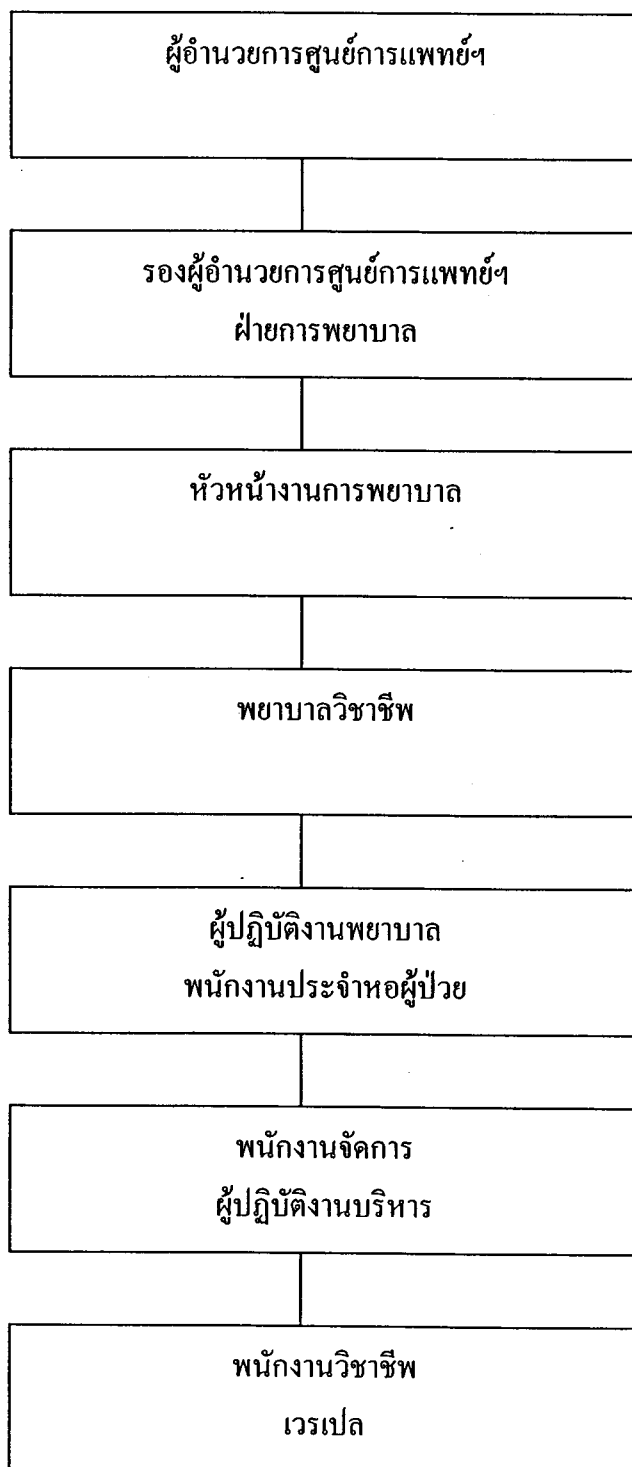 ผู้อำนวยการศูนย์การแพทย์ฯ
รองผู้อำนวยการศูนย์การแพทย์ฯ
ฝ่ายการพยาบาล
หัวหน้างานการพยาบาล
พยาบาลวิชาชีพ
ผู้ปฏิบัติงานพยาบาล
พนักงานประจำหอผู้ป่วย
พนักงานจัดการ
ผู้ปฏิบัติงานบริหาร
พนักงานวิชาชีพ
เวรเปล